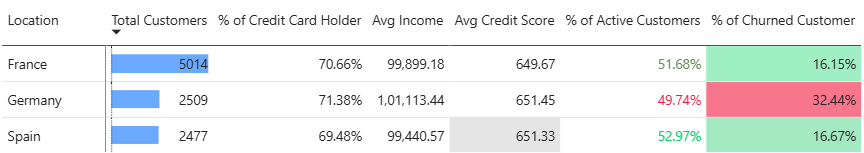 Location Total Customers % of Credit Card Holder Avg Income Avg Credit Score % of Active Customers % of Churned Customer
France 5014 70.66% 99,899.18 649.67 51.68% 16.15%
Germany 2509 71.38% 1,01,113.44 651.45 49.74% 32.44%
Spain 2477 69.48% 99,440.57 651.33 52.97% 16.67%